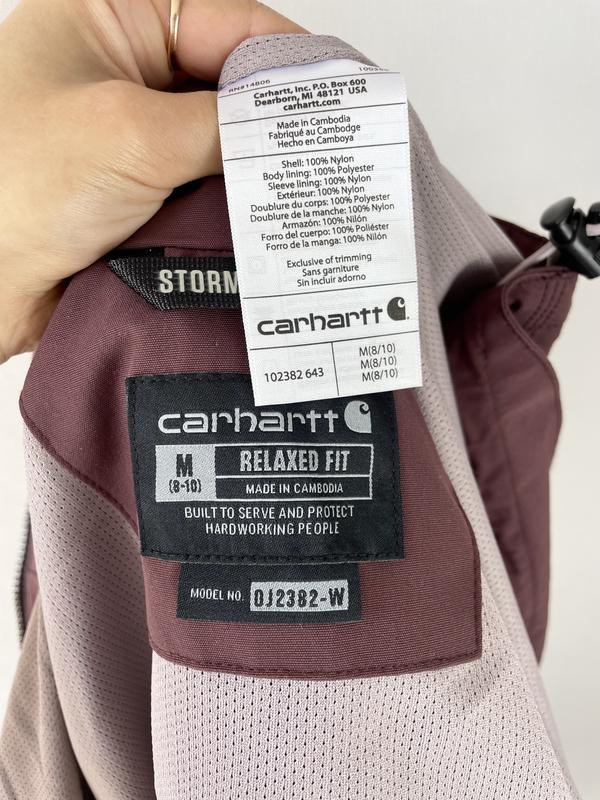 RN#14806
Carhartt, Inc. P.O. Box 600
Dearborn, MI 48121 USA
carhartt.com
Made in Cambodia
Fabriqué au Cambodge
Hecho en Camboya
Shell: 100% Nylon
Body lining: 100% Polyester
Sleeve lining: 100% Nylon
Extérieur: 100% Nylon
Doublure du corps: 100% Polyester
Doublure de la manche: 100% Nylon
Armazón: 100% Nilón
Forro del cuerpo: 100% Poliéster
Forro de la manga: 100% Nilón
Exclusive of trimming
Sans garniture
Sin incluir adorno
carhartt
102382 643
M(8/10)
M(8/10)
M(8/10)
STORM
carhartt
M
(8-10)
RELAXED FIT
MADE IN CAMBODIA
BUILT TO SERVE AND PROTECT
HARDWORKING PEOPLE
MODEL NO. OJ2382-W